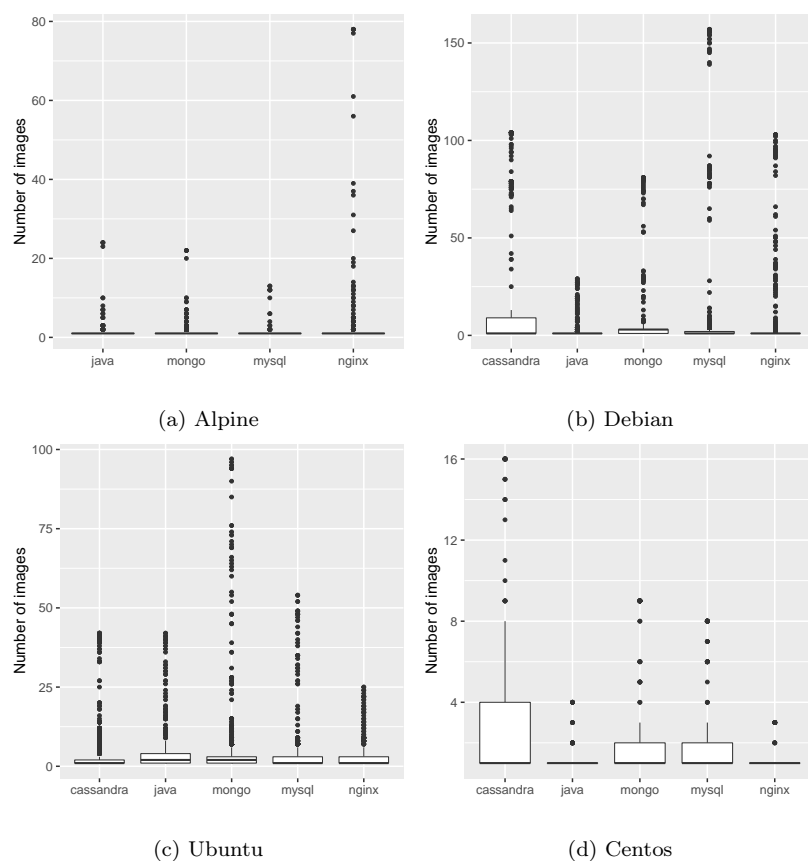 80
60
40
20
0
Number of images
java mongo mysql nginx
(a) Alpine
150
100
50
0
Number of images
cassandra java mongo mysql nginx
(b) Debian
100
75
50
25
0
Number of images
cassandra java mongo mysql nginx
(c) Ubuntu
16
12
8
4
Number of images
cassandra java mongo mysql nginx
(d) Centos